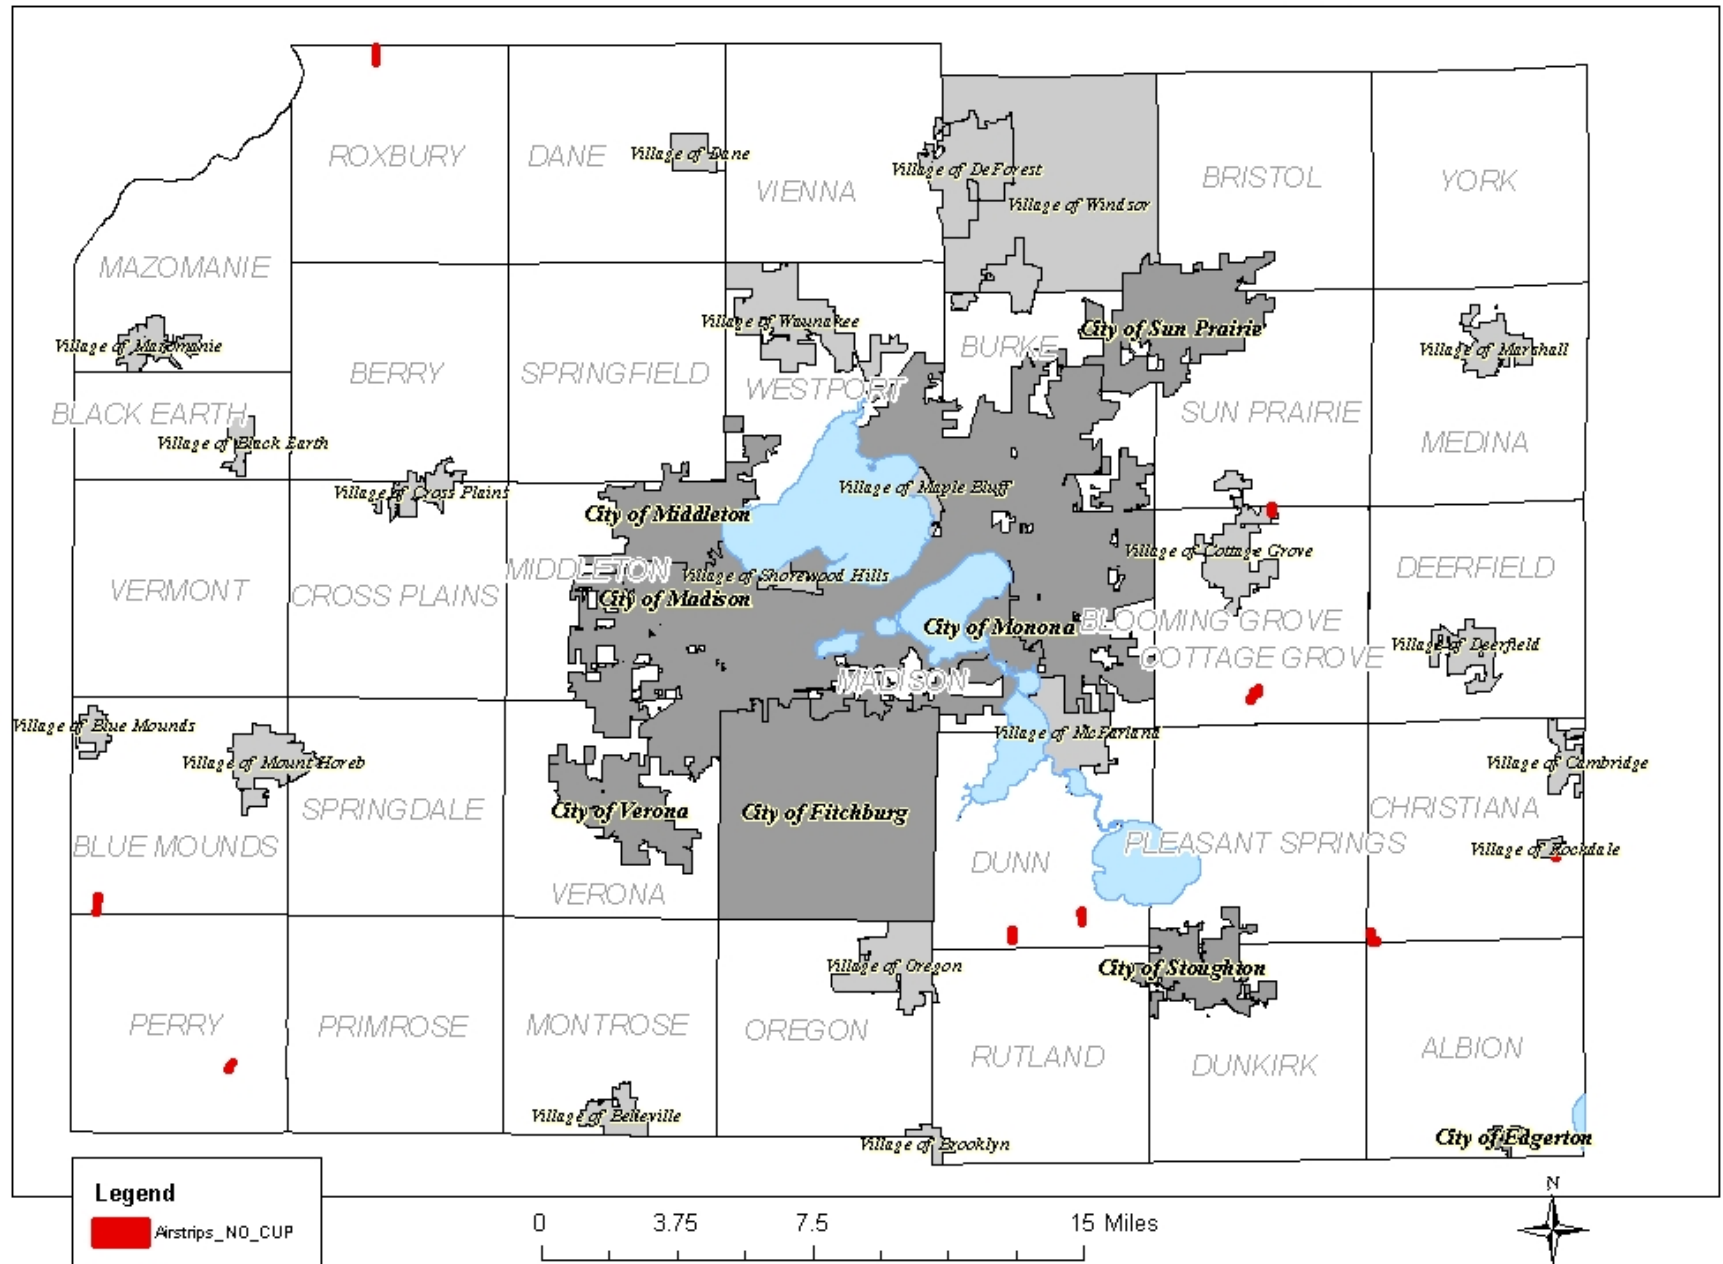 ROXBURY
DANE
Village of Dane
VIENNA
Village of DeForest
Village of Windsor
BRISTOL
YORK
MAZOMANIE
Village of Mazomanie
BERRY
SPRINGFIELD
Village of Waunakee
WESTPORT
BURKE
City of Sun Prairie
SUN PRAIRIE
Village of Marshall
MEDINA
BLACK EARTH
Village of Black Earth
Village of Cross Plains
City of Middleton
Village of Maple Bluff
Village of Cottage Grove
VERMONT
CROSS PLAINS
MIDDLETON
Village of Shorewood Hills
City of Madison
City of Monona
BLOOMING GROVE
COTTAGE GROVE
DEERFIELD
Village of Deerfield
MADISON
Village of Blue Mounds
Village of Mount Horeb
Village of McFarland
Village of Cambridge
SPRINGDALE
City of Verona
City of Fitchburg
CHRISTIANA
BLUE MOUNDS
VERONA
DUNN
PLEASANT SPRINGS
Village of Rockdale
Village of Oregon
City of Stoughton
PERRY
PRIMROSE
MONTROSE
OREGON
RUTLAND
DUNKIRK
ALBION
Village of Belleville
Village of Brooklyn
City of Edgerton
Legend
Airstrips_NO_CUP
0 3.75 7.5 15 Miles
N